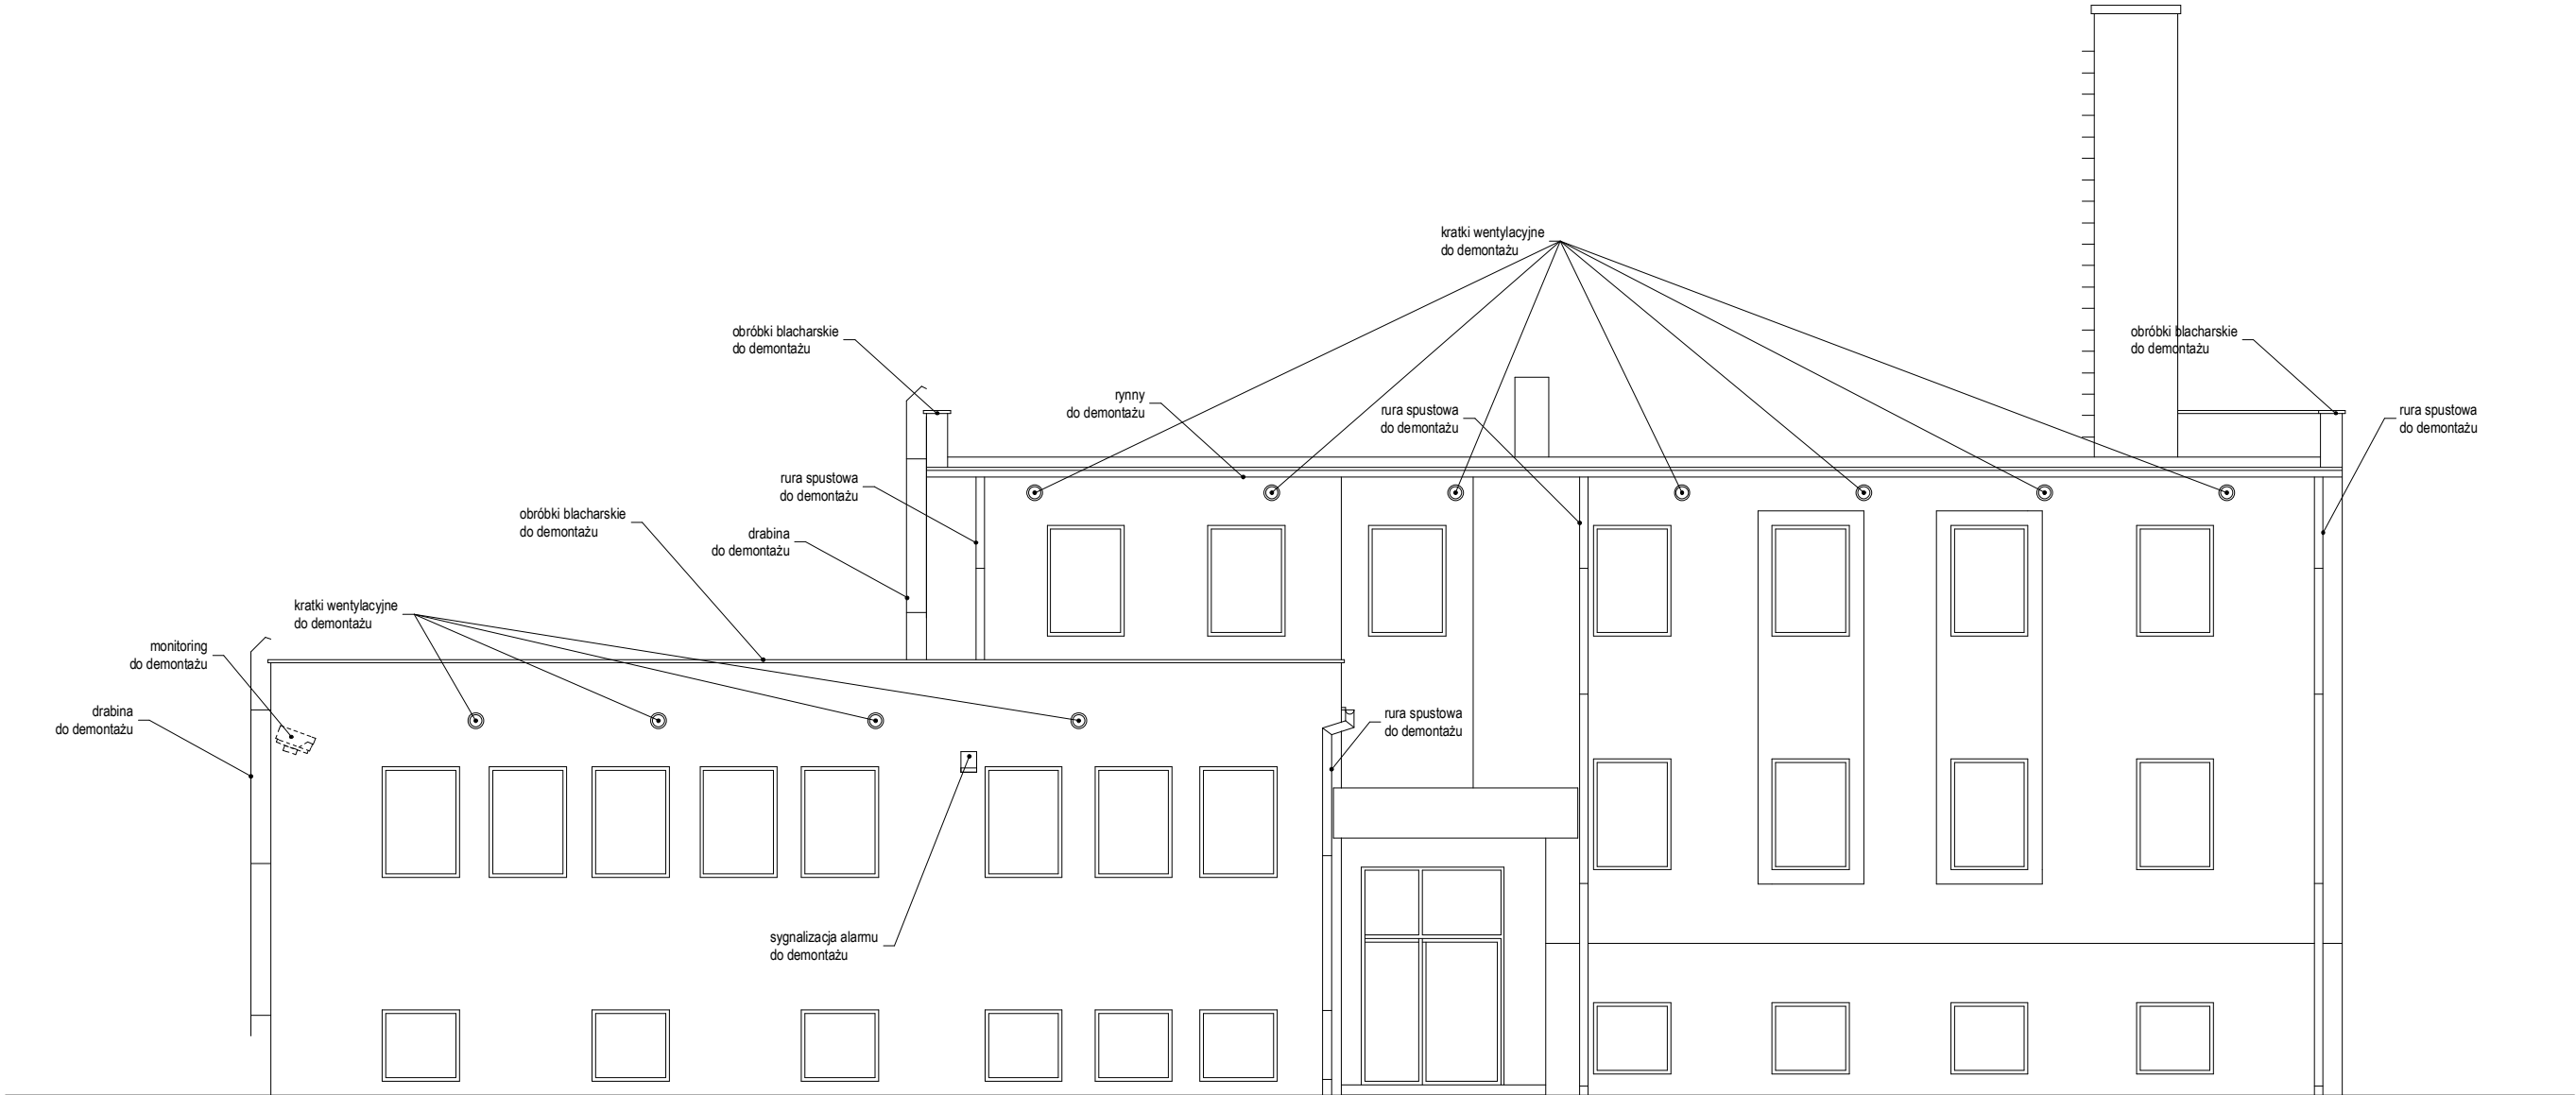 kratki wentylacyjne
do demontażu
obróbki blacharskie
do demontażu
obróbki blacharskie
do demontażu
rynny
do demontażu
rura spustowa
do demontażu
rura spustowa
do demontażu
rura spustowa
do demontażu
obróbki blacharskie
do demontażu
drabina
do demontażu
kratki wentylacyjne
do demontażu
monitoring
do demontażu
drabina
do demontażu
rura spustowa
do demontażu
sygnalizacja alarmu
do demontażu